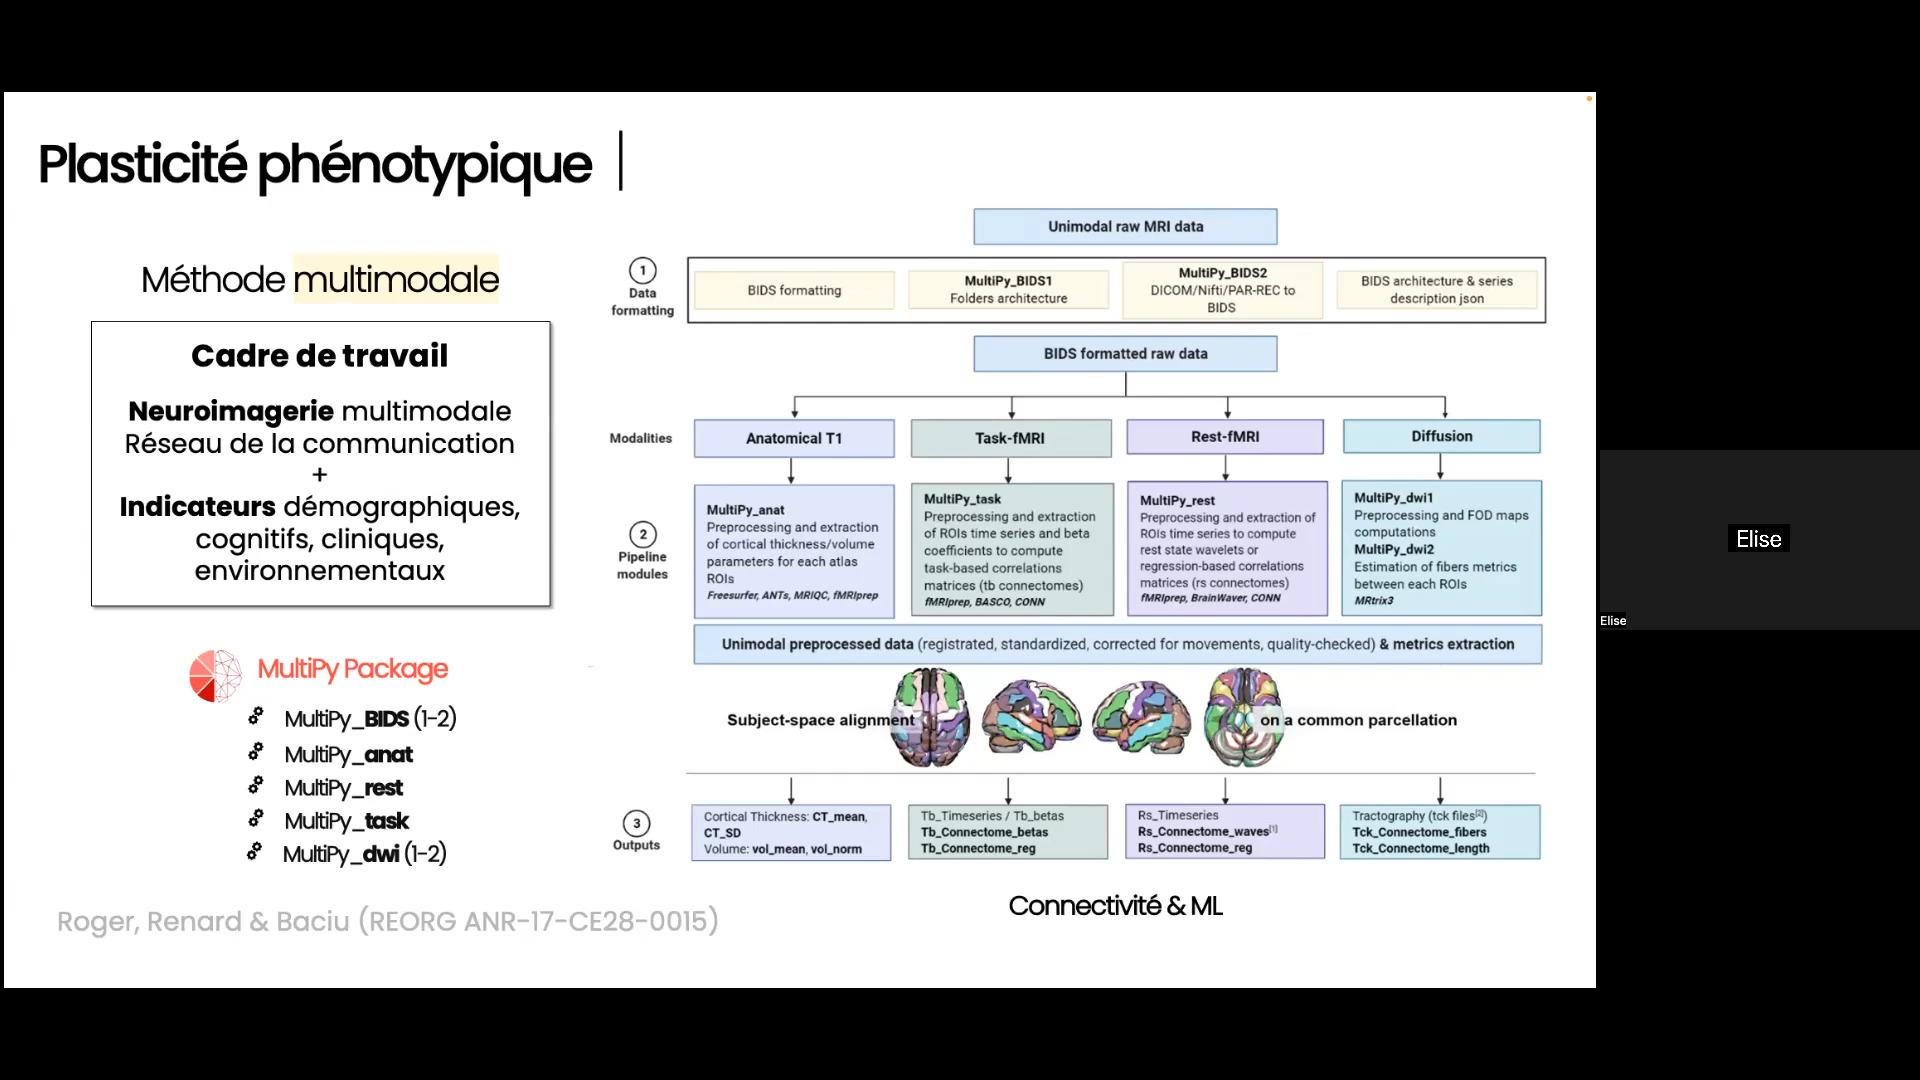 Plasticité phénotypique
Méthode multimodale
Cadre de travail
Neuroimagerie multimodale
Réseau de la communication
+
Indicateurs démographiques,
cognitifs, cliniques,
environnementaux
MultiPy Package
MultiPy_BIDS (1-2)
MultiPy_anat
MultiPy_rest
MultiPy_task
MultiPy_dwi (1-2)
Roger, Renard & Baciu (REORG ANR-17-CE28-0015)
Unimodal raw MRI data
1
Data
formatting
BIDS formatting
MultiPy_BIDS1
Folders architecture
MultiPy_BIDS2
DICOM/Nifti/PAR-REC to
BIDS
BIDS architecture & series
description json
BIDS formatted raw data
Modalities
Anatomical T1
Task-fMRI
Rest-fMRI
Diffusion
2
Pipeline
modules
MultiPy_anat
Preprocessing and extraction
of cortical thickness/volume
parameters for each atlas
ROIs
Freesurfer, ANTs, MRIQC, fMRIprep
MultiPy_task
Preprocessing and extraction
of ROIs time series and beta
coefficients to compute
task-based correlations
matrices (tb connectomes)
fMRIprep, BASCO, CONN
MultiPy_rest
Preprocessing and extraction of
ROIs time series to compute
rest state wavelets or
regression-based correlations
matrices (rs connectomes)
fMRIprep, BrainWaver, CONN
MultiPy_dwi1
Preprocessing and FOD maps
computations
MultiPy_dwi2
Estimation of fibers metrics
between each ROIs
MRtrix3
Unimodal preprocessed data (registrated, standardized, corrected for movements, quality-checked) & metrics extraction
Subject-space alignment on a common parcellation
3
Outputs
Cortical Thickness: CT_mean,
CT_SD
Volume: vol_mean, vol_norm
Tb_Timeseries / Tb_betas
Tb_Connectome_betas
Tb_Connectome_reg
Rs_Timeseries
Rs_Connectome_waves[1]
Rs_Connectome_reg
Tractography (tck files[2])
Tck_Connectome_fibers
Tck_Connectome_length
Connectivité & ML
Elise
Elise